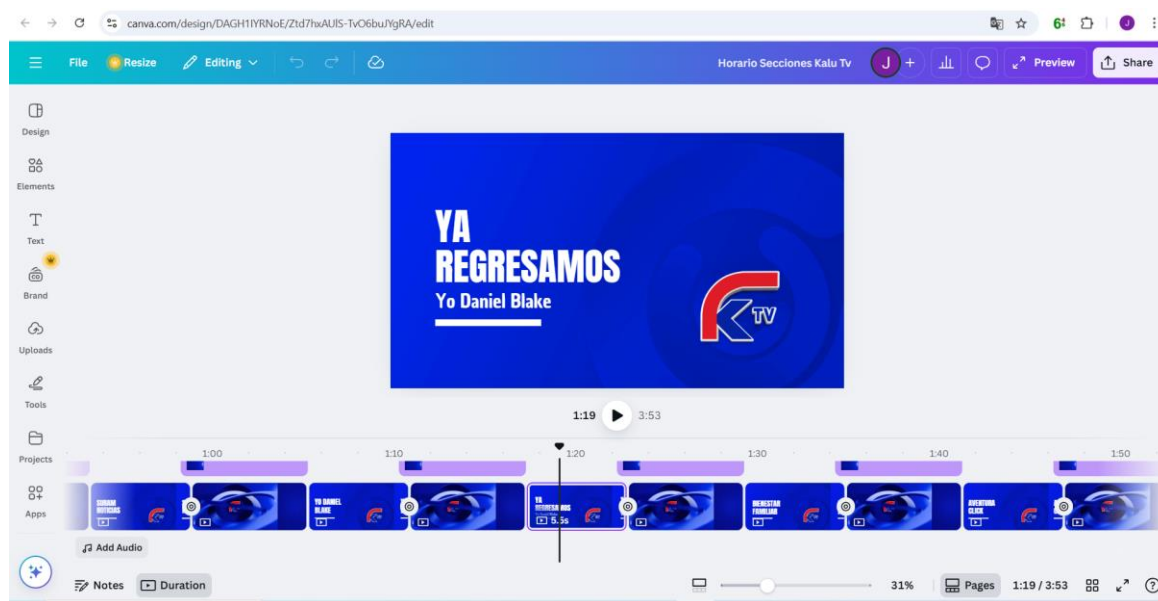 canva.com/design/DAGH1IYRNoE/Ztd7hxAUlS-TvO6buJYgRA/edit
6
J
File Resize Editing Horario Secciones Kalu Tv J + Preview Share
Design
Elements
Text
Brand
Uploads
Tools
Projects
Apps
YA
REGRESAMOS
Yo Daniel Blake
K TV
1:19 3:53
1:00 1:10 1:20 1:30 1:40 1:50
NOTICIAS
YO DANIEL
BLAKE
YA
5.5s
BIENESTAR
FAMILIAR
AVENTURA
CLICK
Add Audio
Notes Duration 31% Pages 1:19 / 3:53